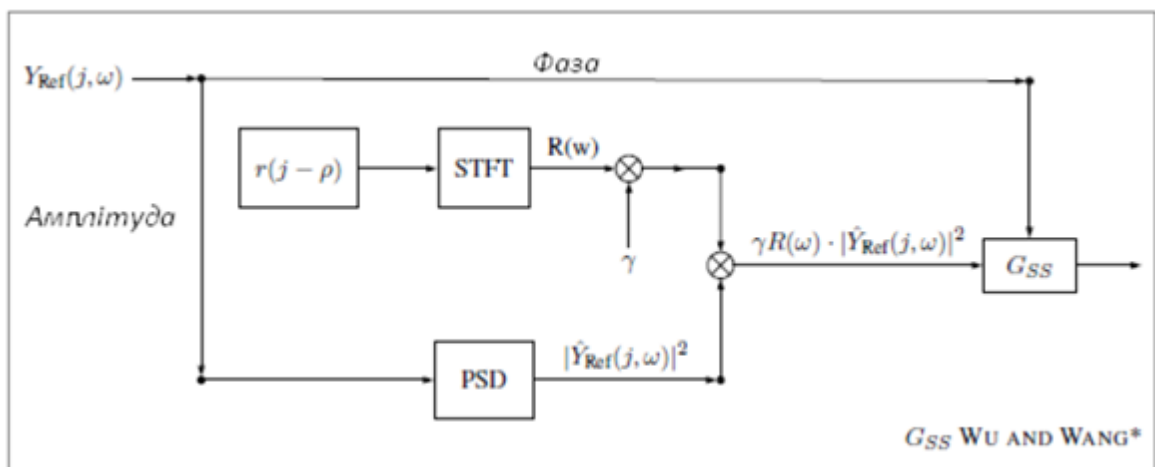 Y_Ref(j, ω)
Фаза
r(j − ρ)
STFT
R(w)
Амплітуда
γ
γR(ω) · |Ŷ_Ref(j, ω)|²
G_SS
PSD
|Ŷ_Ref(j, ω)|²
G_SS WU AND WANG*